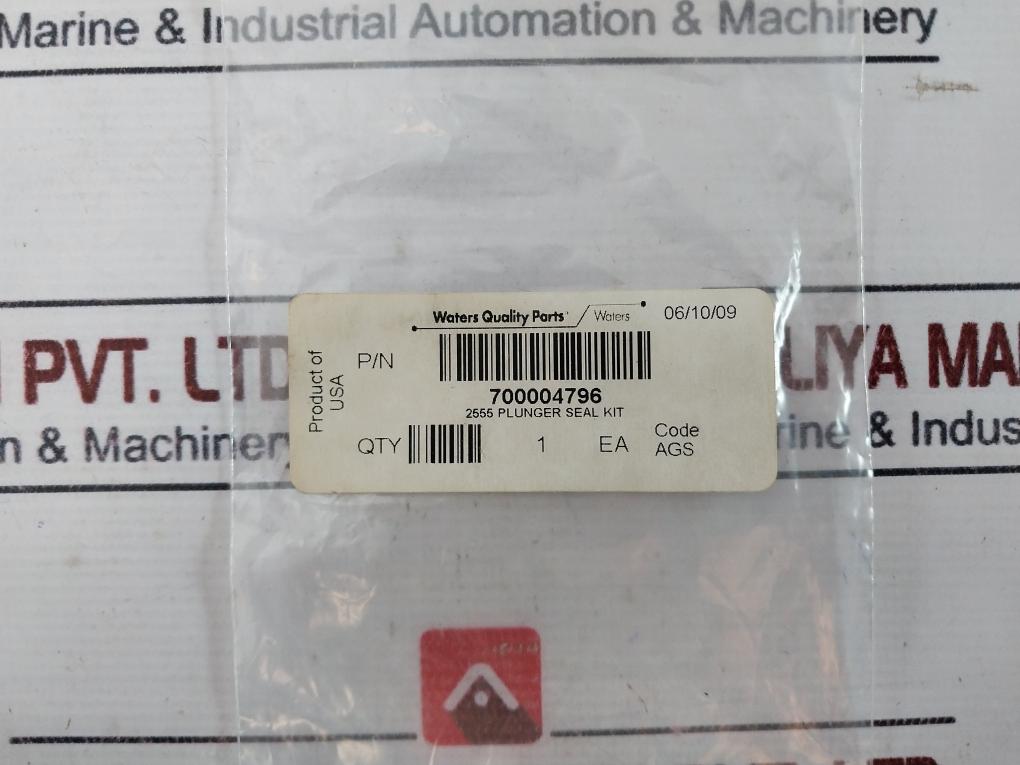 Marine & Industrial Automation & Machinery
Waters Quality Parts
Waters
06/10/09
Product of
USA
P/N
700004796
2555 PLUNGER SEAL KIT
QTY
1
EA
Code
AGS
PVT. LTD
LIYA MA
n & Machinery
rine & Indus